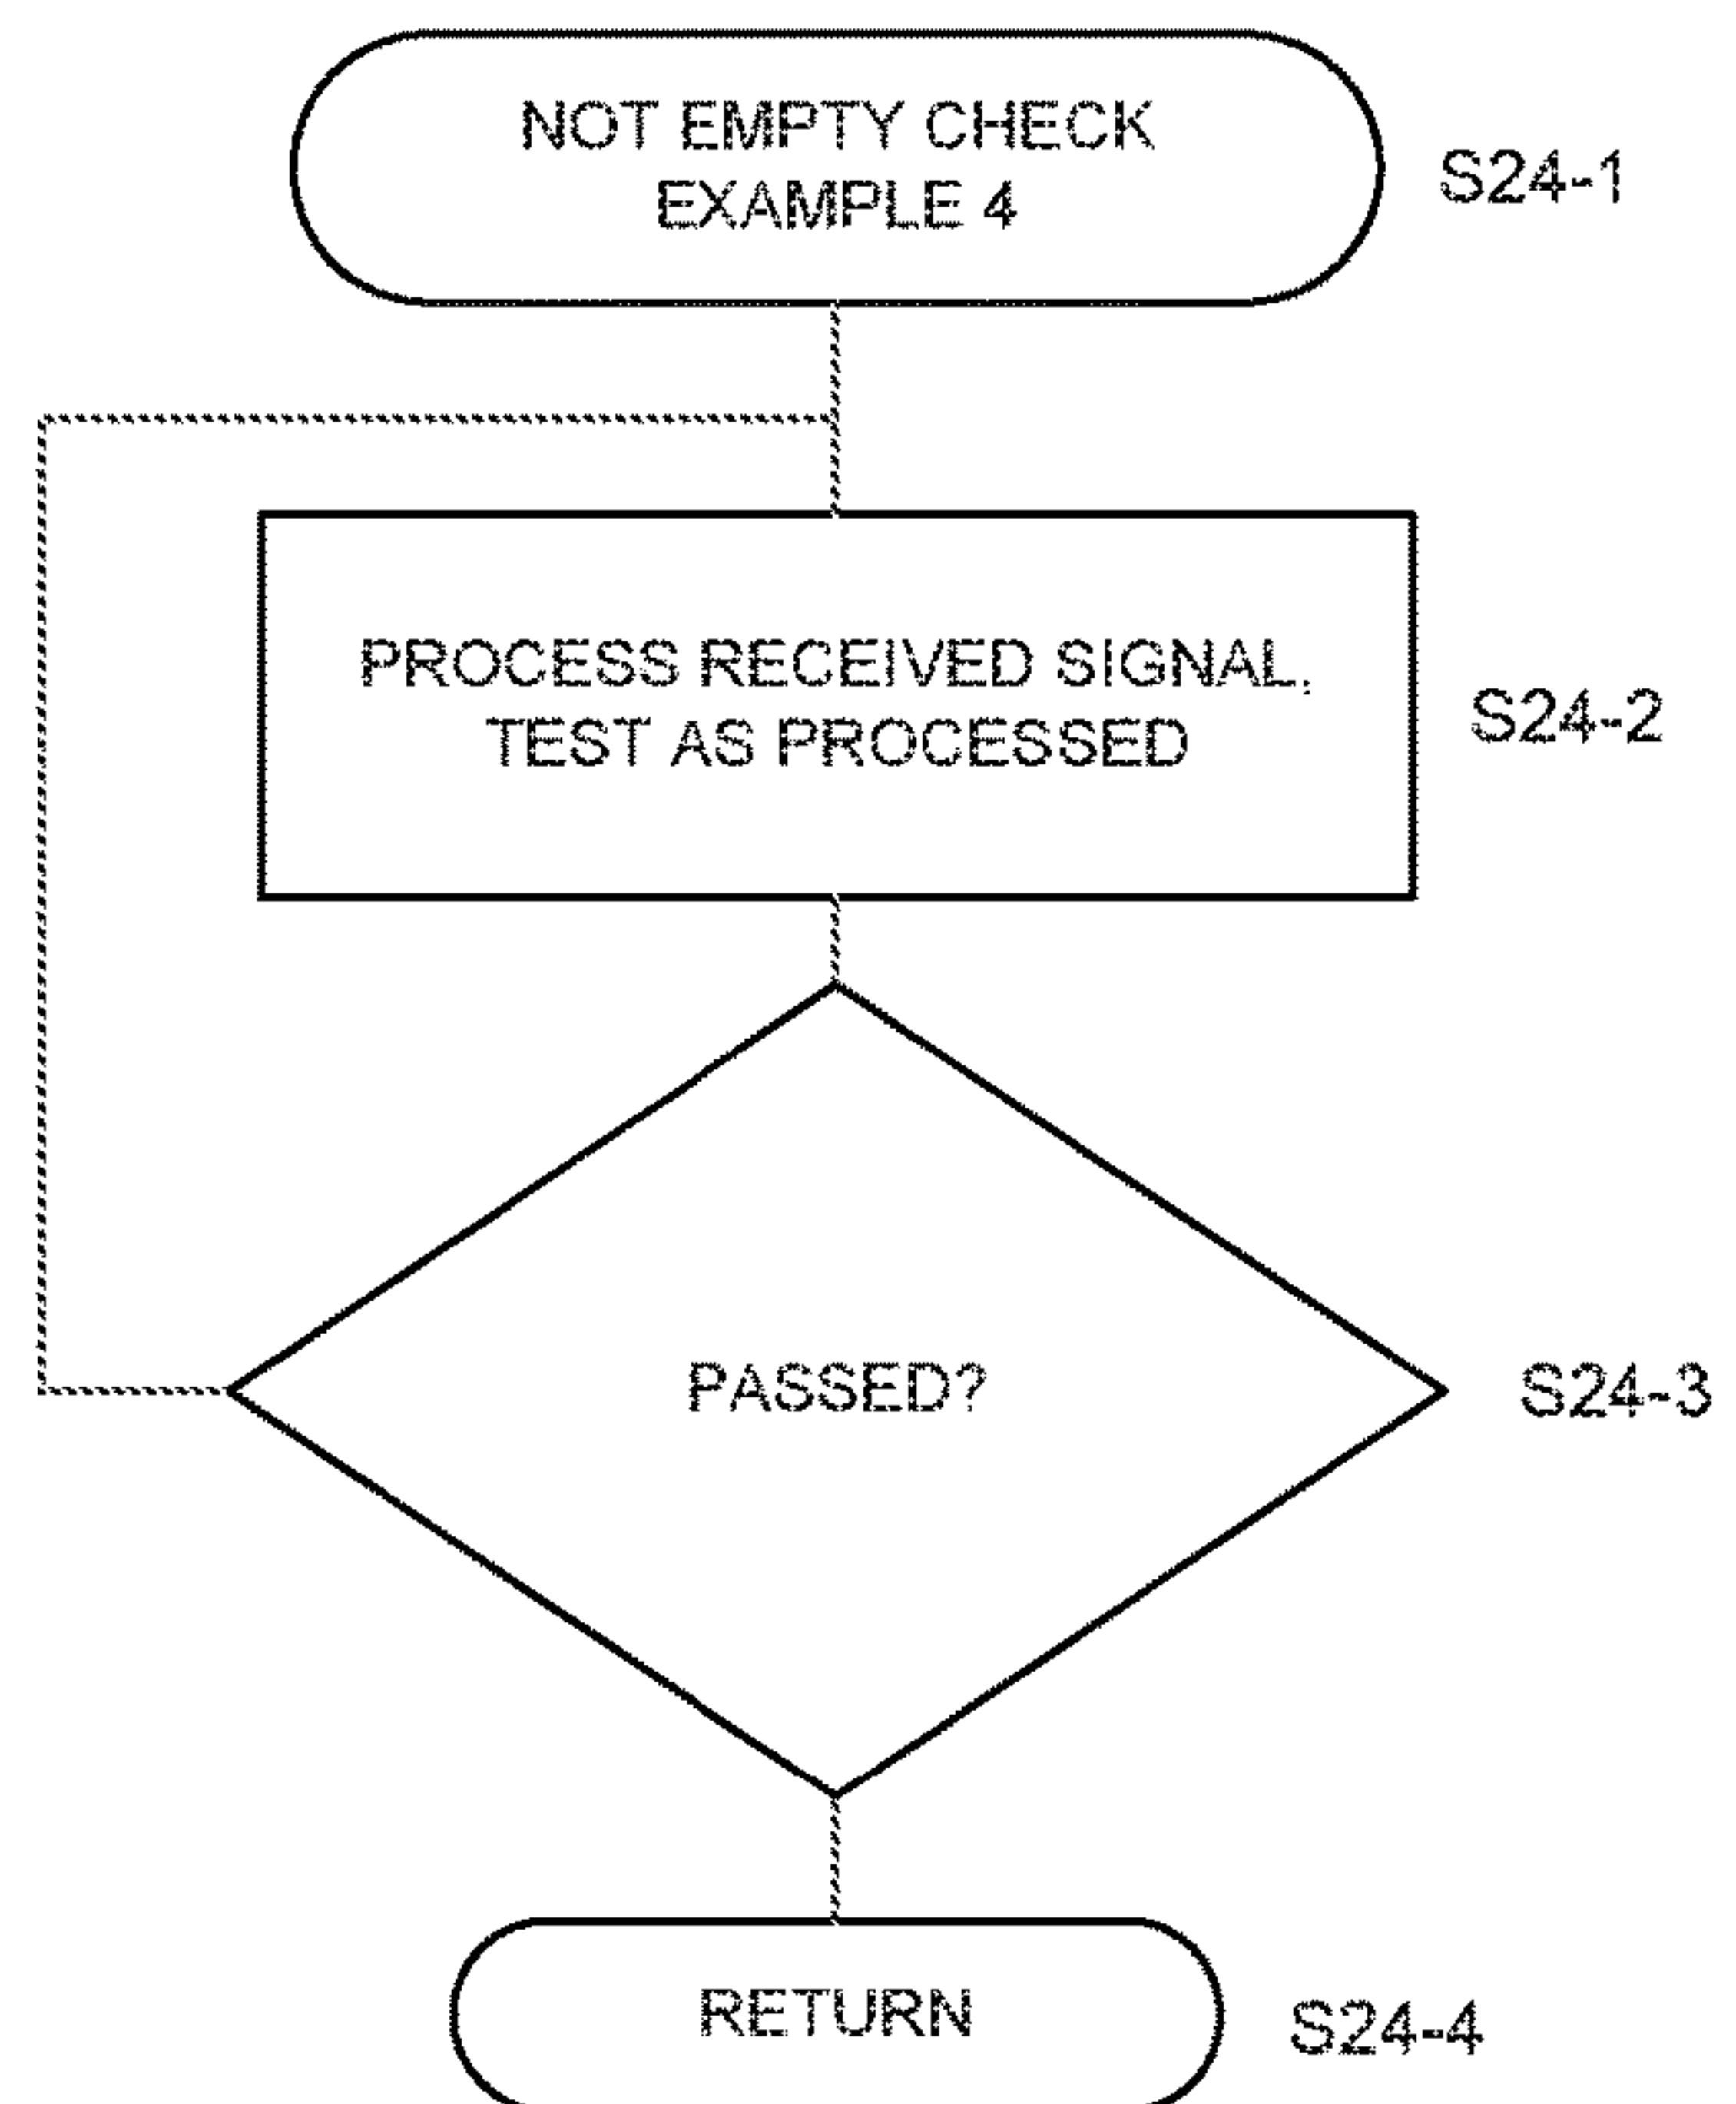 NOT EMPTY CHECK
EXAMPLE 4
S24-1
PROCESS RECEIVED SIGNAL,
TEST AS PROCESSED
S24-2
PASSED?
S24-3
RETURN
S24-4